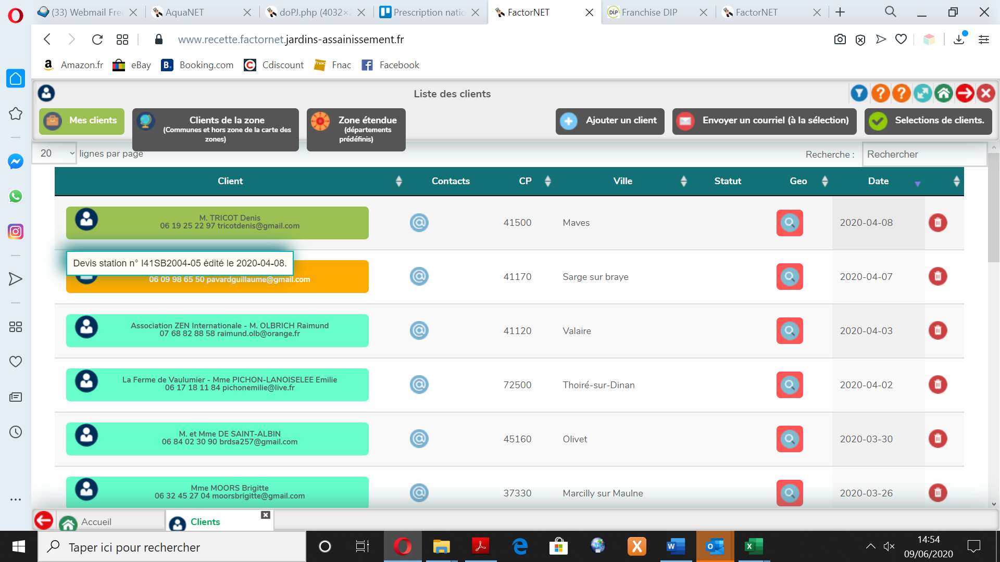 (33) Webmail Free
AquaNET
doPJ.php (4032×
Prescription natio
FactorNET
Franchise DIP
FactorNET
www.recette.factornet.jardins-assainissement.fr
Amazon.fr
eBay
Booking.com
Cdiscount
Fnac
Facebook
Liste des clients
Mes clients
Clients de la zone
(Communes et hors zone de la carte des
zones)
Zone étendue
(départements
prédéfinis)
Ajouter un client
Envoyer un courriel (à la sélection)
Selections de clients.
20 lignes par page
Recherche : Rechercher
Client Contacts CP Ville Statut Geo Date
M. TRICOT Denis
06 19 25 22 97 tricotdenis@gmail.com
41500 Maves 2020-04-08
Devis station n° I41SB2004-05 édité le 2020-04-08.
06 09 98 65 50 pavardguillaume@gmail.com
41170 Sarge sur braye 2020-04-07
Association ZEN Internationale - M. OLBRICH Raimund
07 68 82 88 58 raimund.olb@orange.fr
41120 Valaire 2020-04-03
La Ferme de Vaulumier - Mme PICHON-LANOISELEE Emilie
06 17 18 11 84 pichonemilie@live.fr
72500 Thoiré-sur-Dinan 2020-04-02
M. et Mme DE SAINT-ALBIN
06 84 02 30 90 brdsa257@gmail.com
45160 Olivet 2020-03-30
Mme MOORS Brigitte
06 32 45 27 04 moorsbrigitte@gmail.com
37330 Marcilly sur Maulne 2020-03-26
Accueil
Clients
Taper ici pour rechercher
14:54
09/06/2020